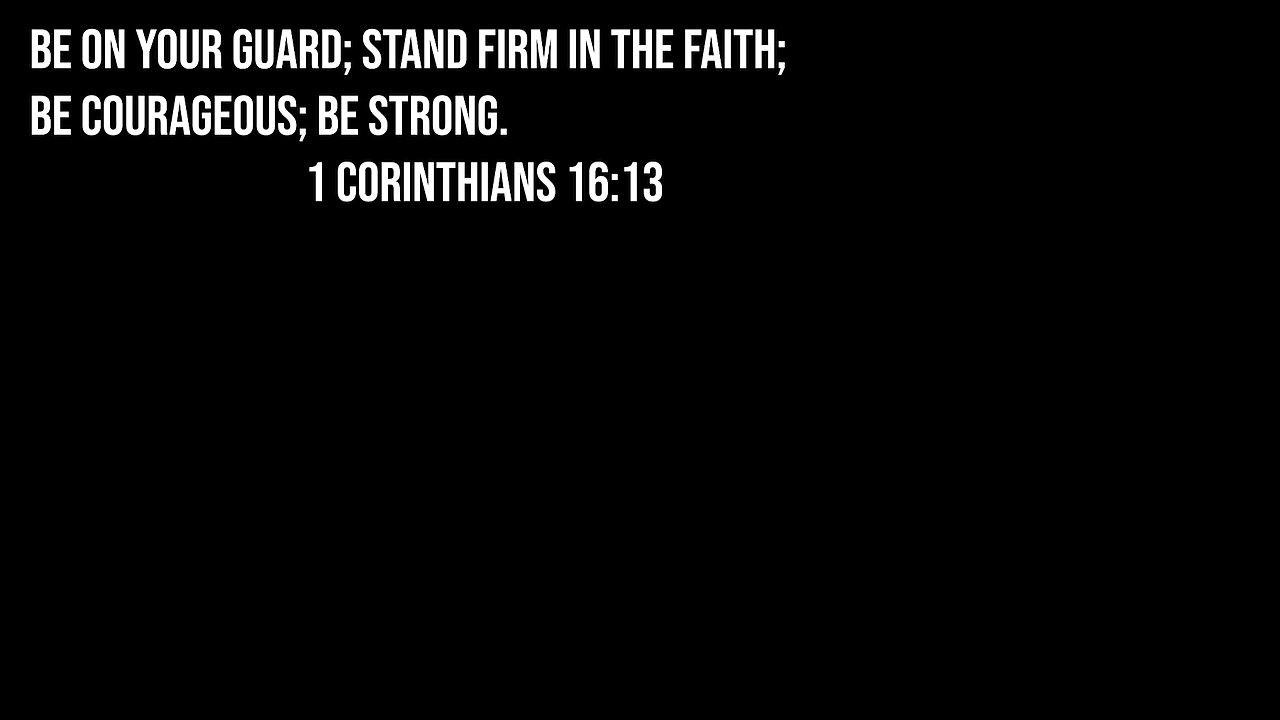 BE ON YOUR GUARD; STAND FIRM IN THE FAITH;
BE COURAGEOUS; BE STRONG.
1 CORINTHIANS 16:13